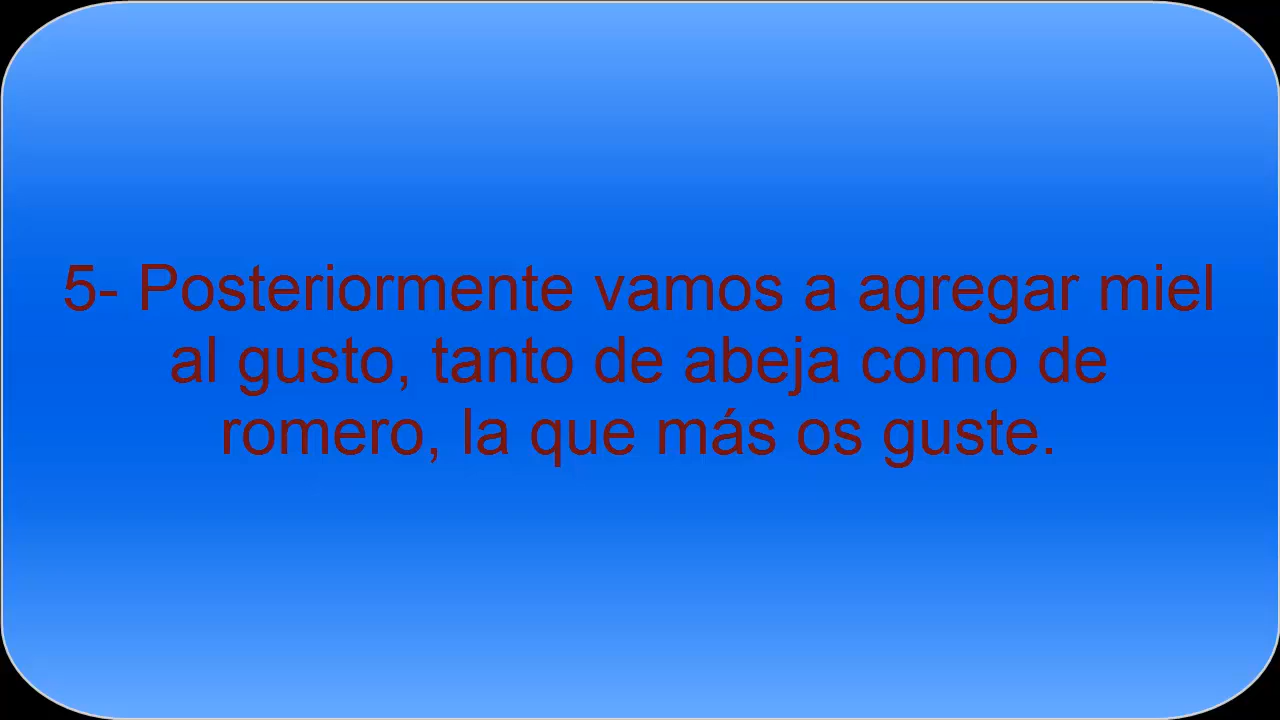 5- Posteriormente vamos a agregar miel
al gusto, tanto de abeja como de
romero, la que más os guste.